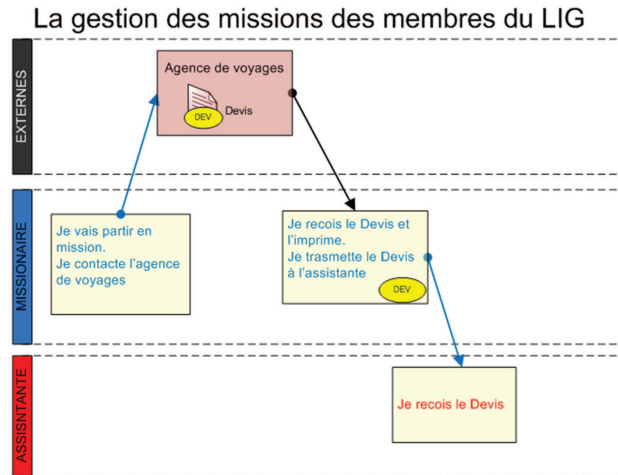 La gestion des missions des membres du LIG
EXTERNES
Agence de voyages
DEV
Devis
MISSIONAIRE
Je vais partir en
mission.
Je contacte l'agence
de voyages
Je recois le Devis et
l'imprime.
Je trasmette le Devis
à l'assistante
DEV
ASSISNTANTE
Je recois le Devis